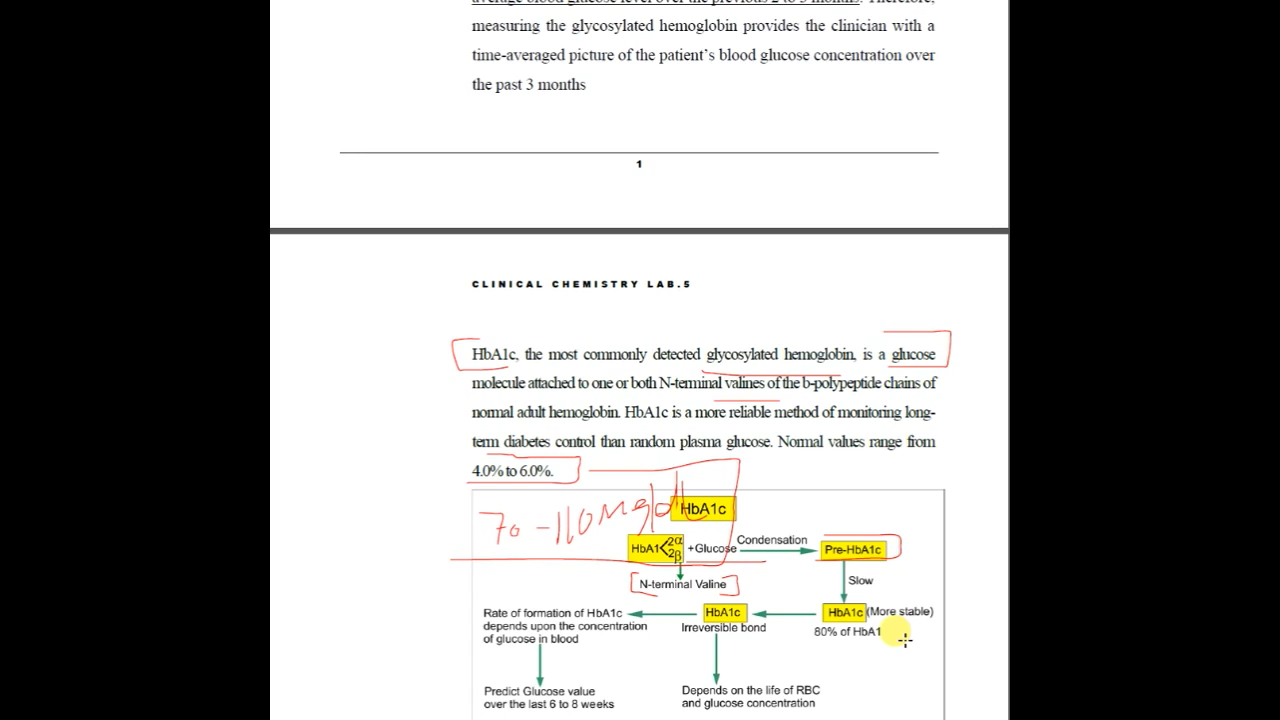 average blood glucose level over the previous 2 to 3 months. Therefore,
measuring the glycosylated hemoglobin provides the clinician with a
time-averaged picture of the patient's blood glucose concentration over
the past 3 months
1
CLINICAL CHEMISTRY LAB.5
HbA1c, the most commonly detected glycosylated hemoglobin, is a glucose
molecule attached to one or both N-terminal valines of the b-polypeptide chains of
normal adult hemoglobin. HbA1c is a more reliable method of monitoring long-
term diabetes control than random plasma glucose. Normal values range from
4.0% to 6.0%.
70 - 110 mg/dL
HbA1c
HbA1< 2α 2β +Glucose Condensation Pre-HbA1c
N-terminal Valine
Slow
HbA1c (More stable)
80% of HbA1
HbA1c
Irreversible bond
Rate of formation of HbA1c
depends upon the concentration
of glucose in blood
Predict Glucose value
over the last 6 to 8 weeks
Depends on the life of RBC
and glucose concentration